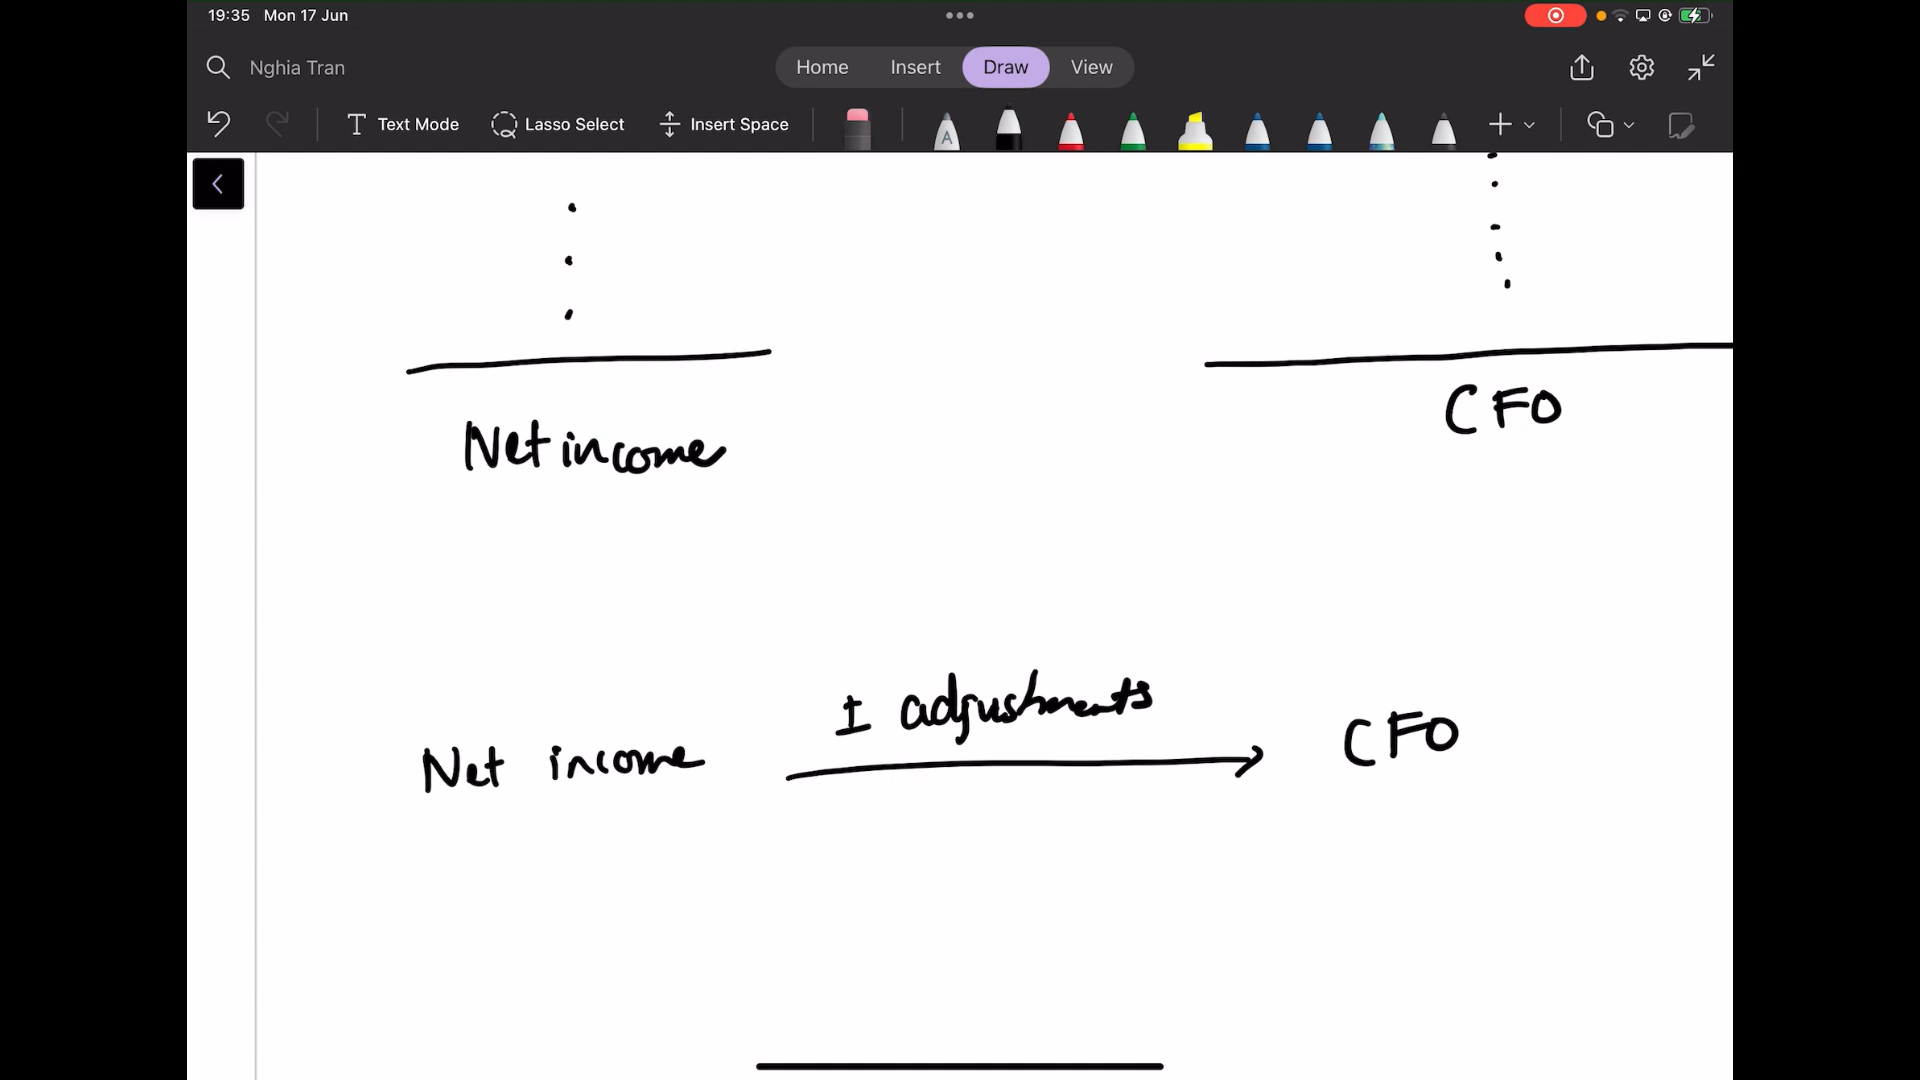 19:35 Mon 17 Jun
Nghia Tran
Home Insert Draw View
Text Mode Lasso Select Insert Space
A
CFO
Net income
± adjustments
Net income CFO